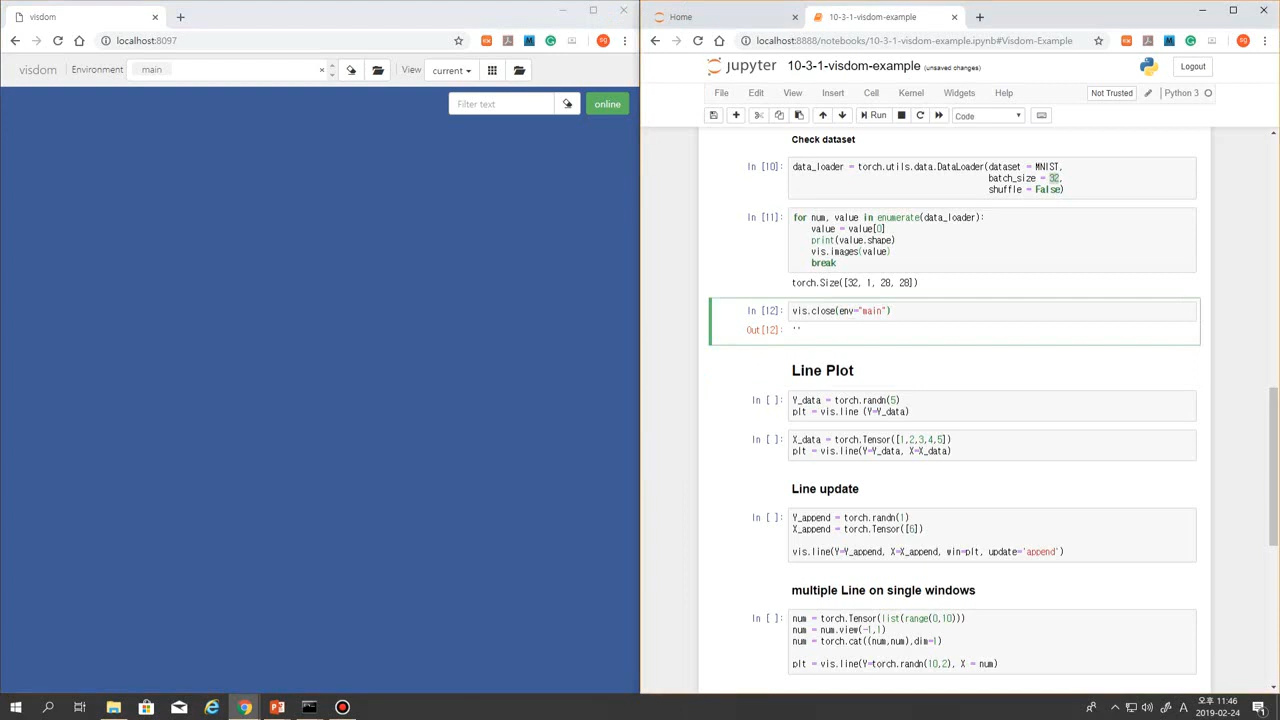 visdom
localhost:8097
isdom
Environment
main
View
current
Filter text
online
Home
10-3-1-visdom-example
localhost:8888/notebooks/10-3-1-visdom-example.ipynb#Visdom-Example
jupyter 10-3-1-visdom-example (unsaved changes)
Logout
File Edit View Insert Cell Kernel Widgets Help
Not Trusted
Python 3
Run
Code
Check dataset
In [10]: data_loader = torch.utils.data.DataLoader(dataset = MNIST,
batch_size = 32,
shuffle = False)
In [11]: for num, value in enumerate(data_loader):
value = value[0]
print(value.shape)
vis.images(value)
break
torch.Size([32, 1, 28, 28])
In [12]: vis.close(env="main")
Out[12]: ''
Line Plot
In [ ]: Y_data = torch.randn(5)
plt = vis.line (Y=Y_data)
In [ ]: X_data = torch.Tensor([1,2,3,4,5])
plt = vis.line(Y=Y_data, X=X_data)
Line update
In [ ]: Y_append = torch.randn(1)
X_append = torch.Tensor([6])
vis.line(Y=Y_append, X=X_append, win=plt, update='append')
multiple Line on single windows
In [ ]: num = torch.Tensor(list(range(0,10)))
num = num.view(-1,1)
num = torch.cat((num,num),dim=1)
plt = vis.line(Y=torch.randn(10,2), X = num)
A
오후 11:46
2019-02-24